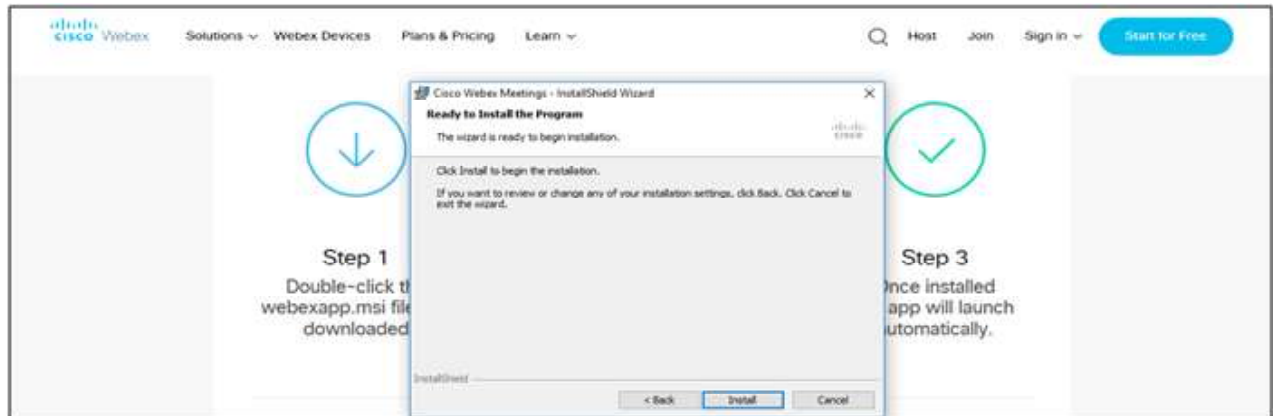 cisco Webex Solutions Webex Devices Plans & Pricing Learn Host Join Sign in Start for Free
Cisco Webex Meetings - InstallShield Wizard
Ready to Install the Program
The wizard is ready to begin installation.
cisco
Click Install to begin the installation.
If you want to review or change any of your installation settings, click Back. Click Cancel to
exit the wizard.
Step 1
Double-click th
webexapp.msi file
downloaded
Step 3
Once installed
app will launch
utomatically.
InstallShield
< Back Install Cancel